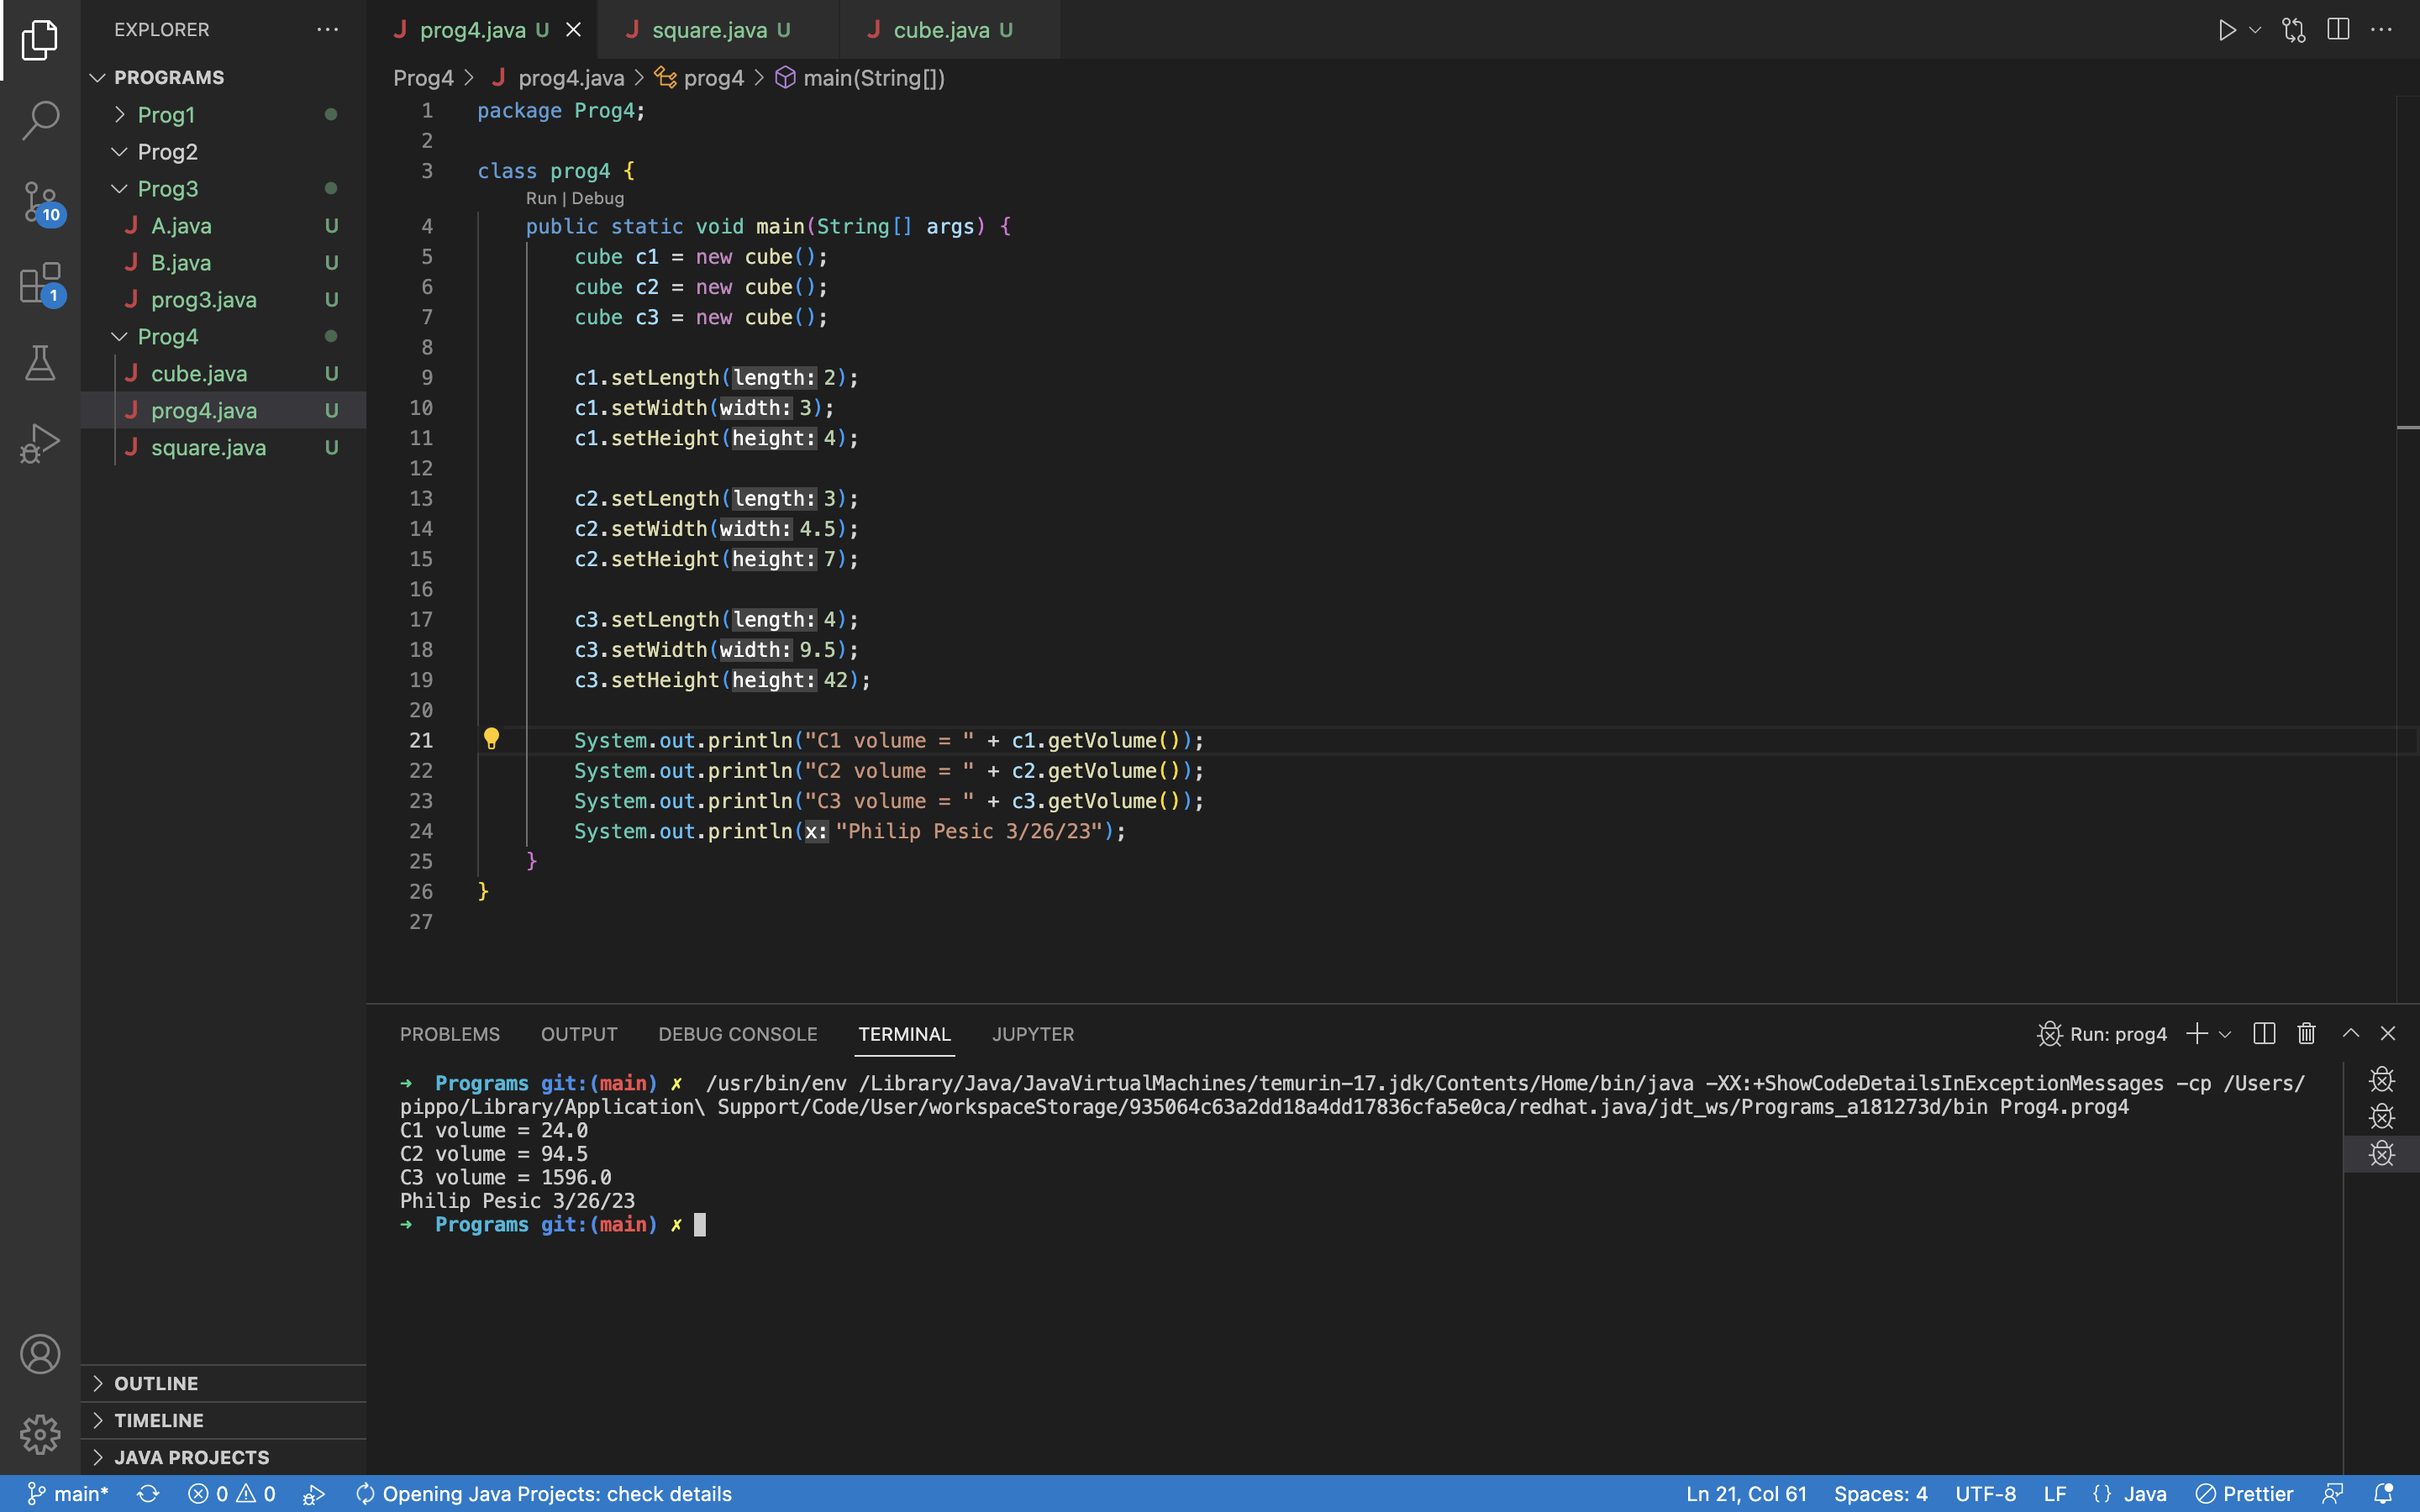 EXPLORER
PROGRAMS
Prog1
Prog2
Prog3
A.java U
B.java U
prog3.java U
Prog4
cube.java U
prog4.java U
square.java U
OUTLINE
TIMELINE
JAVA PROJECTS
10
1
prog4.java U
square.java U
cube.java U
Prog4 > prog4.java > prog4 > main(String[])
1 package Prog4;
2
3 class prog4 {
Run | Debug
4 public static void main(String[] args) {
5 cube c1 = new cube();
6 cube c2 = new cube();
7 cube c3 = new cube();
8
9 c1.setLength(length: 2);
10 c1.setWidth(width: 3);
11 c1.setHeight(height: 4);
12
13 c2.setLength(length: 3);
14 c2.setWidth(width: 4.5);
15 c2.setHeight(height: 7);
16
17 c3.setLength(length: 4);
18 c3.setWidth(width: 9.5);
19 c3.setHeight(height: 42);
20
21 System.out.println("C1 volume = " + c1.getVolume());
22 System.out.println("C2 volume = " + c2.getVolume());
23 System.out.println("C3 volume = " + c3.getVolume());
24 System.out.println(x: "Philip Pesic 3/26/23");
25 }
26 }
27
PROBLEMS OUTPUT DEBUG CONSOLE TERMINAL JUPYTER
Run: prog4
➜ Programs git:(main) ✗ /usr/bin/env /Library/Java/JavaVirtualMachines/temurin-17.jdk/Contents/Home/bin/java -XX:+ShowCodeDetailsInExceptionMessages -cp /Users/
pippo/Library/Application\ Support/Code/User/workspaceStorage/935064c63a2dd18a4dd17836cfa5e0ca/redhat.java/jdt_ws/Programs_a181273d/bin Prog4.prog4
C1 volume = 24.0
C2 volume = 94.5
C3 volume = 1596.0
Philip Pesic 3/26/23
➜ Programs git:(main) ✗
main* 0 0 Opening Java Projects: check details Ln 21, Col 61 Spaces: 4 UTF-8 LF {} Java Prettier